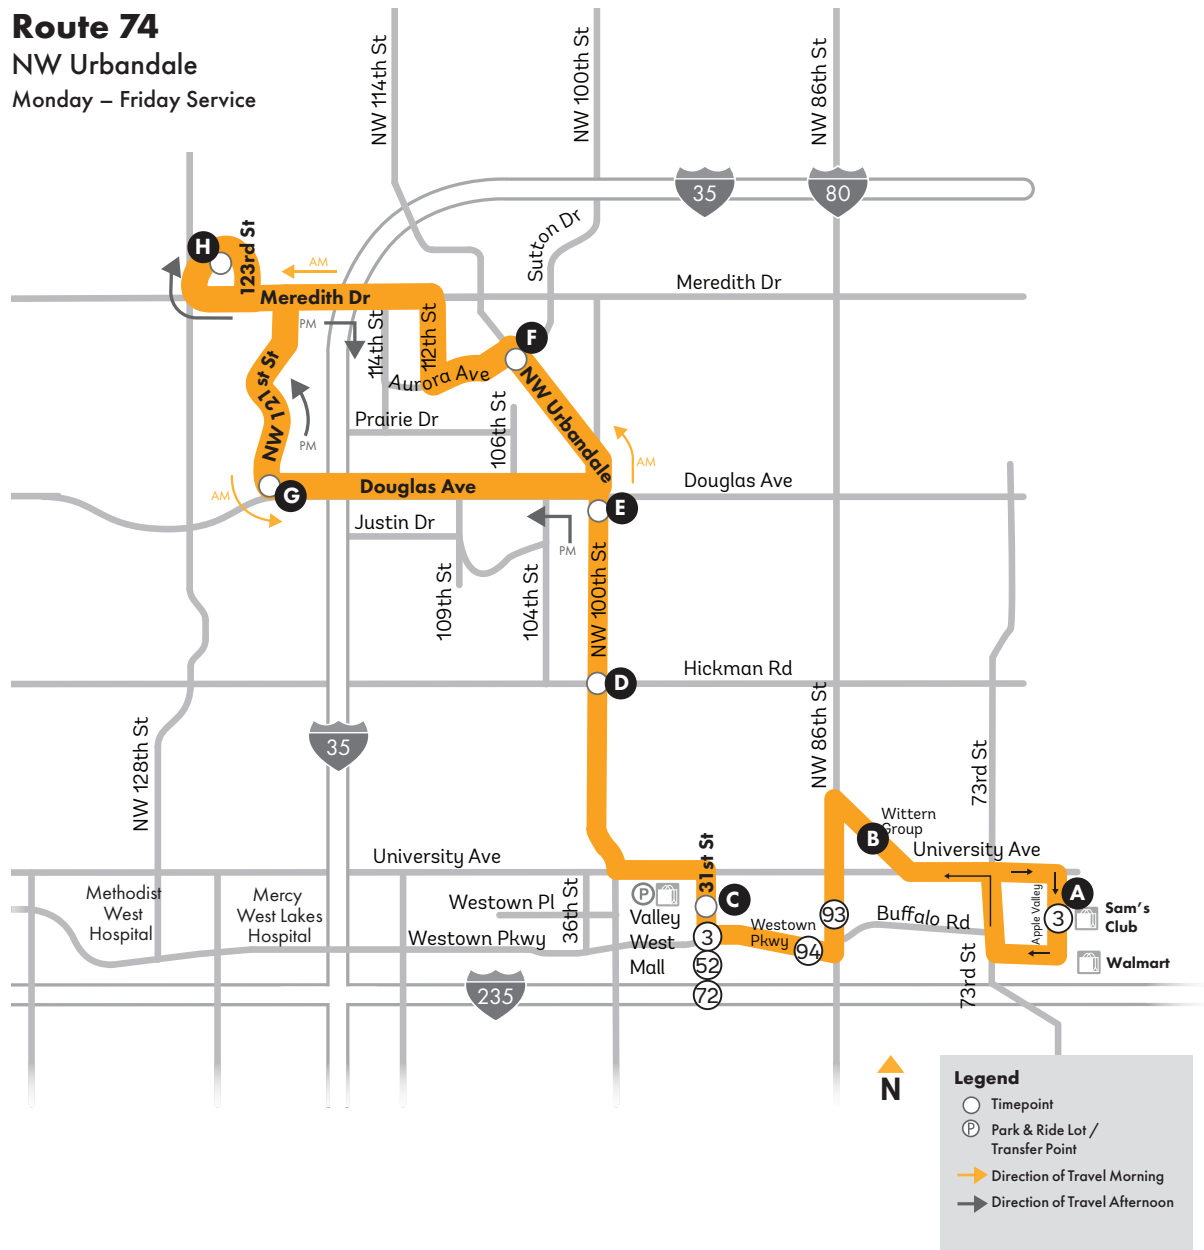 Route 74
NW Urbandale
Monday – Friday Service
NW 114th St
NW 100th St
NW 86th St
35
80
Sutton Dr
H
123rd St
AM
Meredith Dr
Meredith Dr
PM
114th St
112th St
F
Aurora Ave
NW Urbandale
NW 121st St
PM
Prairie Dr
106th St
AM
AM
G
Douglas Ave
Douglas Ave
E
Justin Dr
PM
109th St
104th St
NW 100th St
D
Hickman Rd
NW 86th St
35
NW 128th St
73rd St
Wittern
Group
B
University Ave
University Ave
31st St
Methodist
West
Hospital
Mercy
West Lakes
Hospital
Westown Pl
36th St
Westown Pkwy
P
Valley
West
Mall
C
3
52
72
Westown
Pkwy
94
93
Buffalo Rd
Apple Valley
A
3
Sam's
Club
Walmart
73rd St
235
N
Legend
Timepoint
P
Park & Ride Lot /
Transfer Point
Direction of Travel Morning
Direction of Travel Afternoon